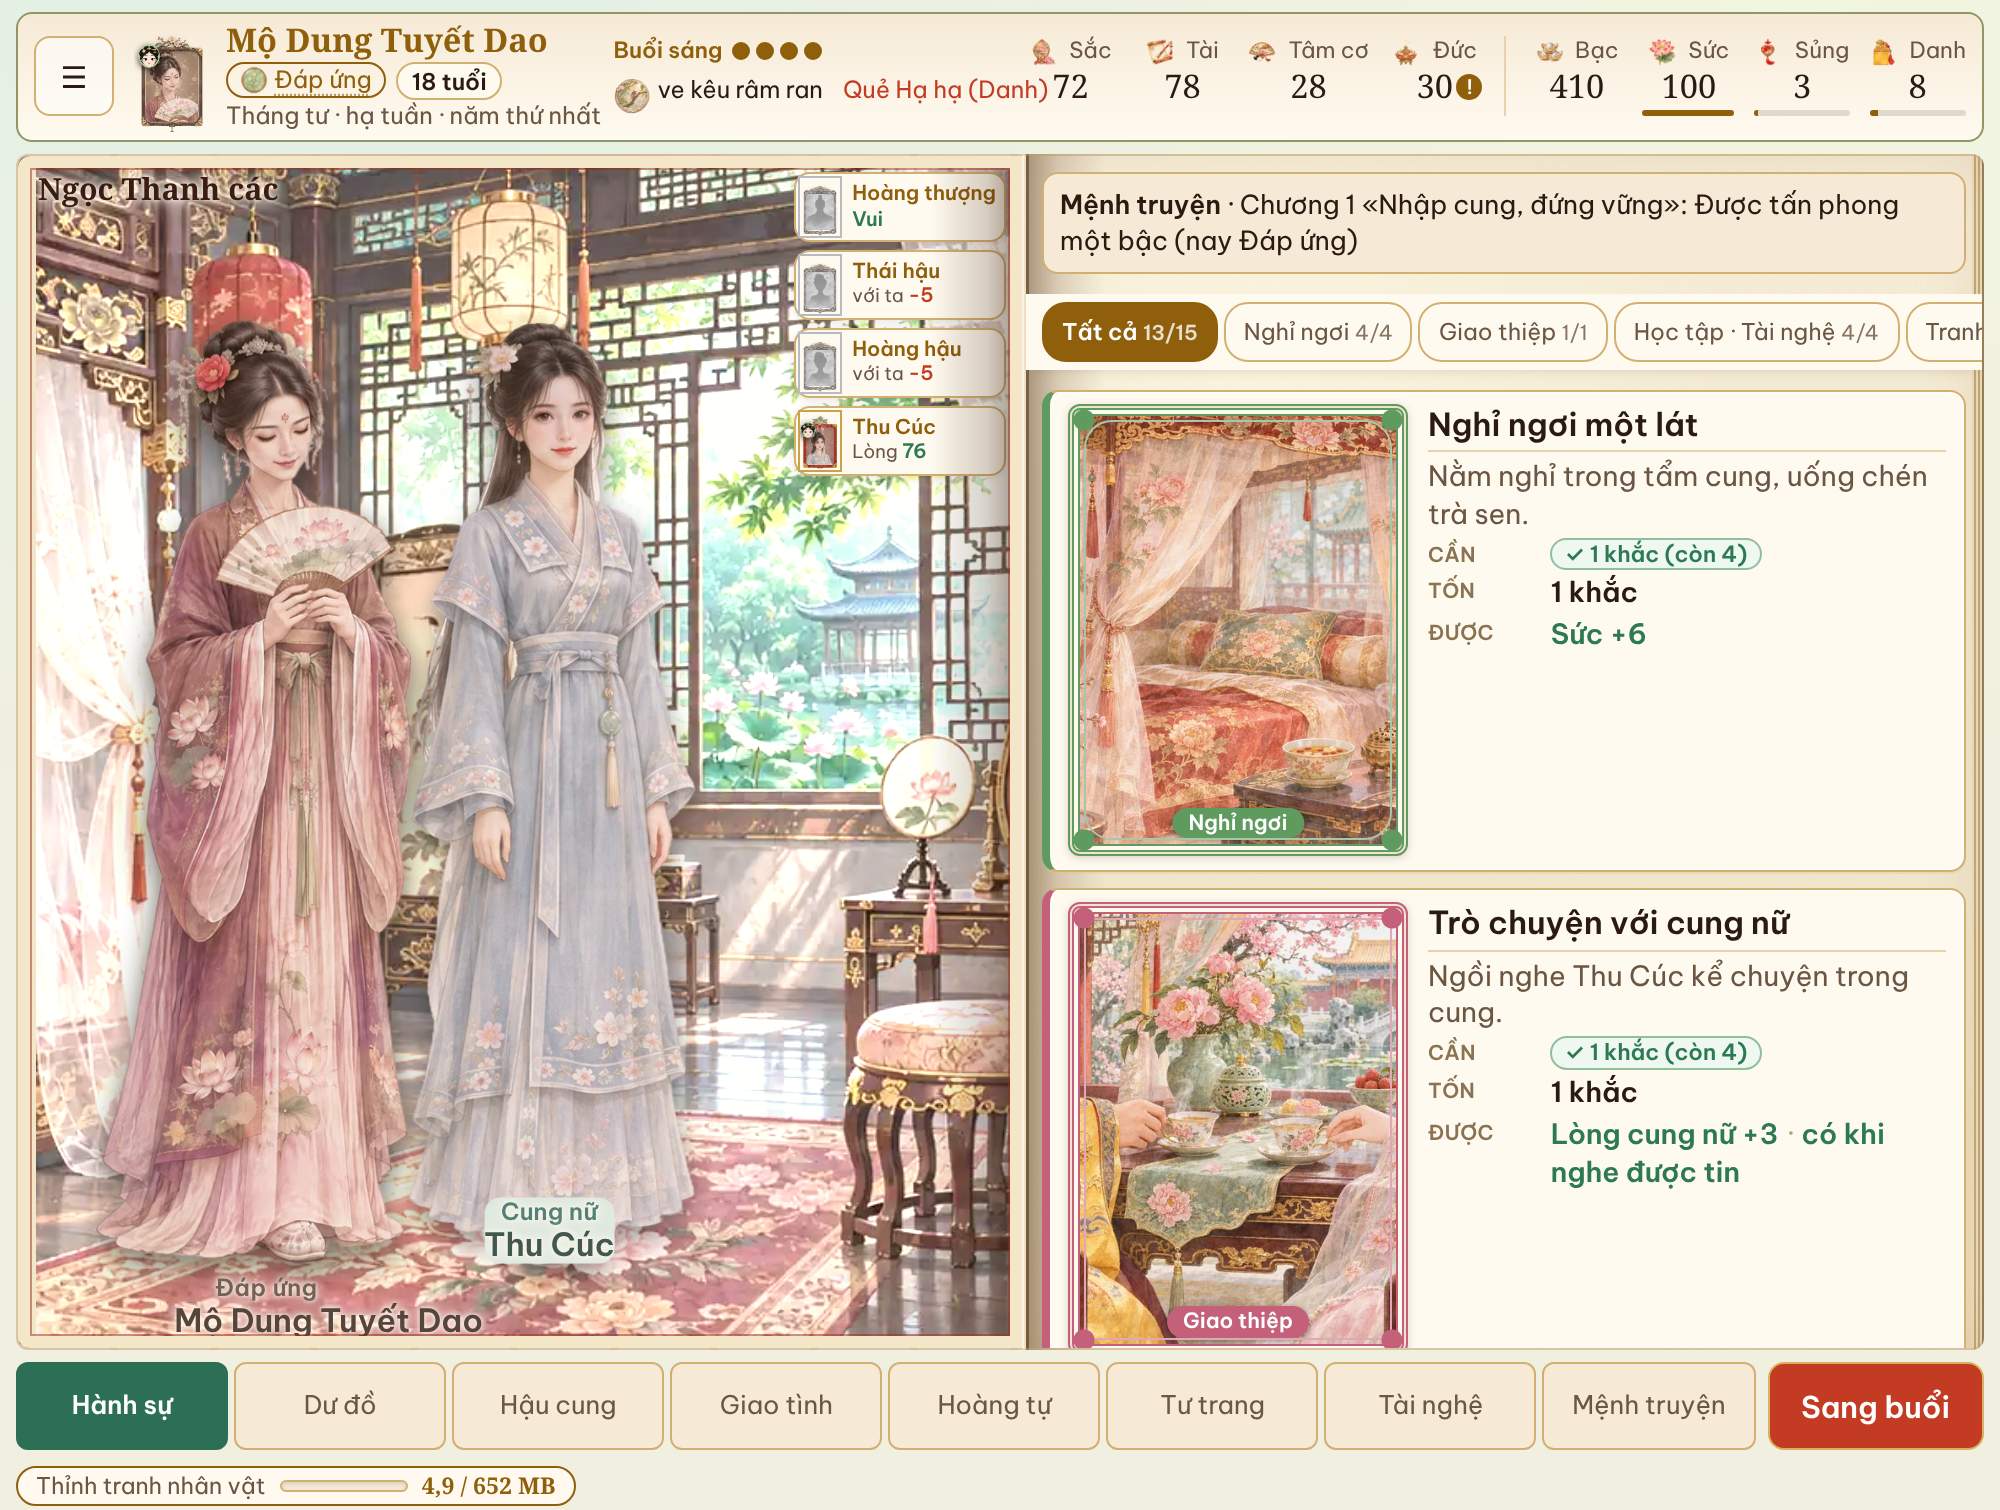 Mộ Dung Tuyết Dao
Đáp ứng
18 tuổi
Tháng tư · hạ tuần · năm thứ nhất
Buổi sáng
ve kêu râm ran
Quẻ Hạ hạ (Danh)
Sắc
72
Tài
78
Tâm cơ
28
Đức
30 !
Bạc
410
Sức
100
Sủng
3
Danh
8
Ngọc Thanh các
Hoàng thượng
Vui
Thái hậu
với ta -5
Hoàng hậu
với ta -5
Thu Cúc
Lòng 76
Cung nữ
Thu Cúc
Đáp ứng
Mộ Dung Tuyết Dao
Mệnh truyện · Chương 1 «Nhập cung, đứng vững»: Được tấn phong
một bậc (nay Đáp ứng)
Tất cả 13/15
Nghỉ ngơi 4/4
Giao thiệp 1/1
Học tập · Tài nghệ 4/4
Tranh
Nghỉ ngơi
Nghỉ ngơi một lát
Nằm nghỉ trong tẩm cung, uống chén
trà sen.
CẦN ✓ 1 khắc (còn 4)
TỐN 1 khắc
ĐƯỢC Sức +6
Giao thiệp
Trò chuyện với cung nữ
Ngồi nghe Thu Cúc kể chuyện trong
cung.
CẦN ✓ 1 khắc (còn 4)
TỐN 1 khắc
ĐƯỢC Lòng cung nữ +3 · có khi
nghe được tin
Hành sự
Dư đồ
Hậu cung
Giao tình
Hoàng tự
Tư trang
Tài nghệ
Mệnh truyện
Sang buổi
Thỉnh tranh nhân vật 4,9 / 652 MB